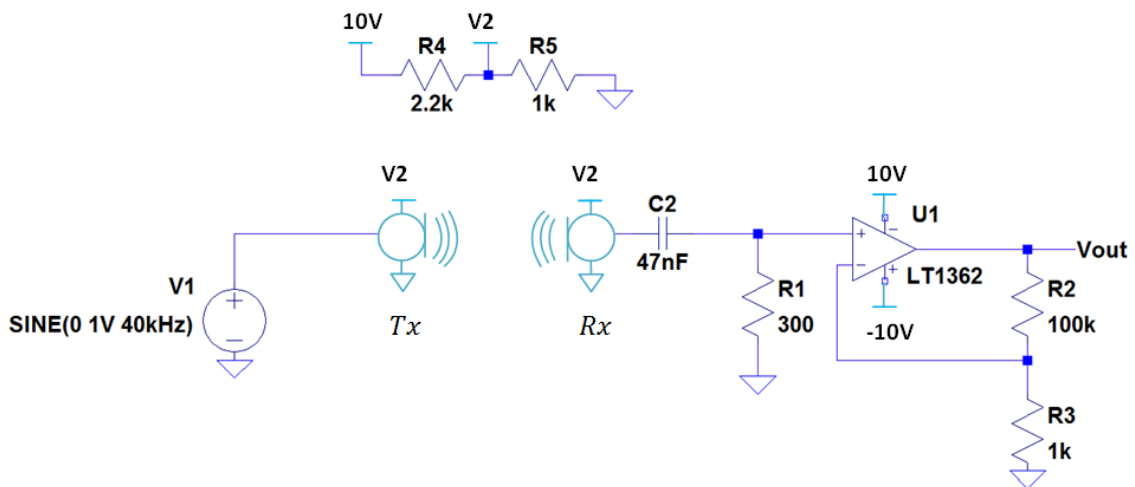 10V
R4
2.2k
V2
R5
1k
V1
SINE(0 1V 40kHz)
+
−
V2
Tx
V2
Rx
C2
47nF
R1
300
10V
U1
+
−
−
+
LT1362
-10V
Vout
R2
100k
R3
1k